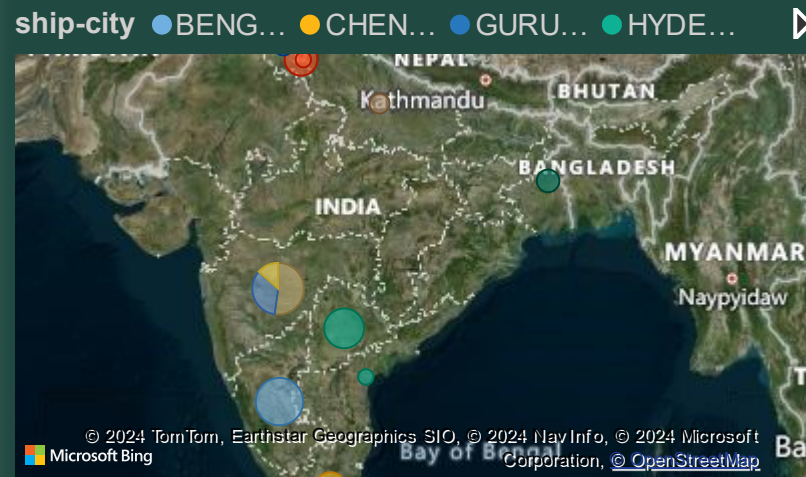 ship-city BENG... CHEN... GURU... HYDE...
NEPAL
Kathmandu
BHUTAN
BANGLADESH
INDIA
MYANMAR
Naypyidaw
T
© 2024 TomTom, Earthstar Geographics SIO, © 2024 NavInfo, © 2024 Microsoft
Ba
Microsoft Bing
Bay of Bengal
Corporation, © OpenStreetMap